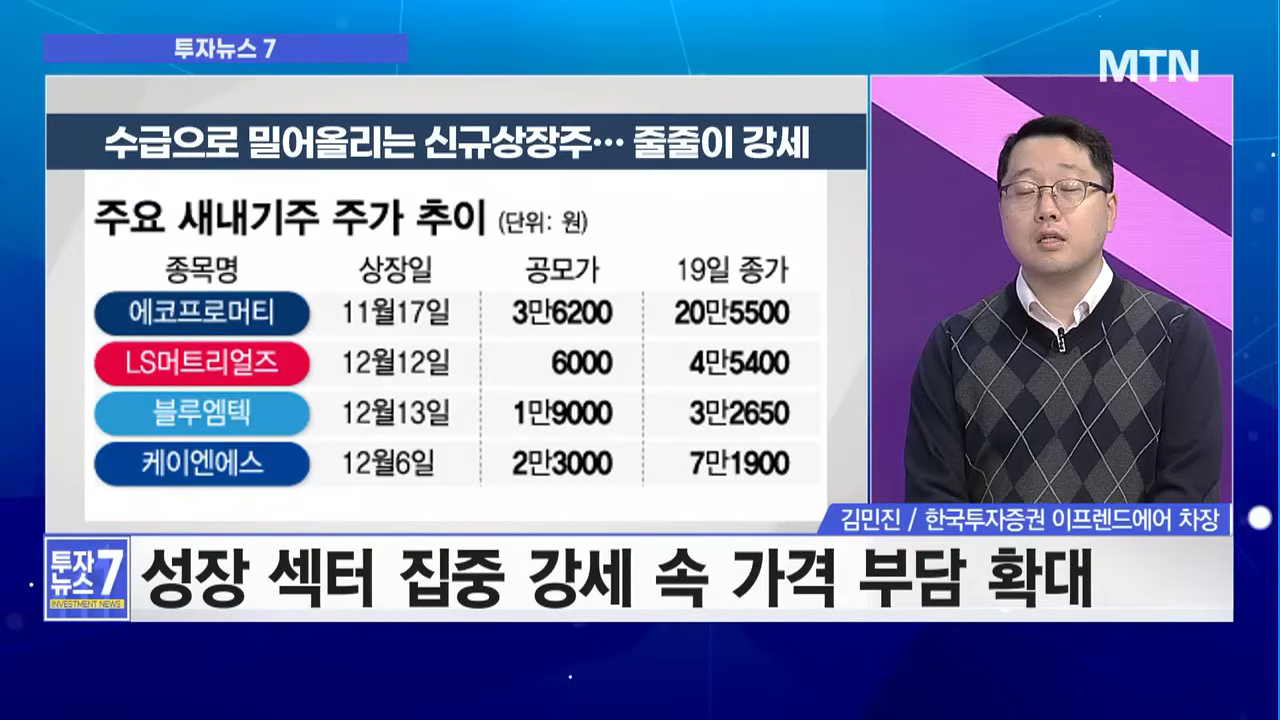 투자뉴스 7
MTN
수급으로 밀어올리는 신규상장주… 줄줄이 강세
주요 새내기주 주가 추이 (단위: 원)
종목명 상장일 공모가 19일 종가
에코프로머티 11월17일 3만6200 20만5500
LS머트리얼즈 12월12일 6000 4만5400
블루엠텍 12월13일 1만9000 3만2650
케이엔에스 12월6일 2만3000 7만1900
김민진 / 한국투자증권 이프렌드에어 차장
투자뉴스 7
INVESTMENT NEWS
성장 섹터 집중 강세 속 가격 부담 확대